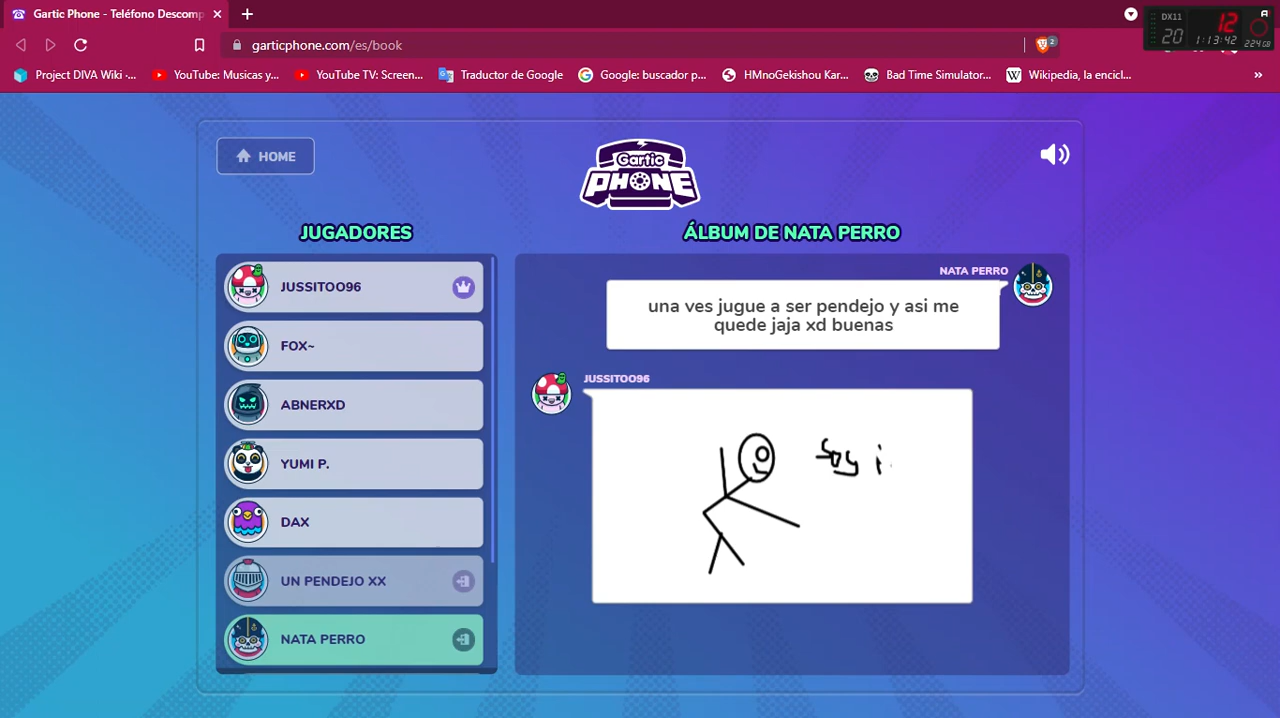 Gartic Phone - Teléfono Descomp
garticphone.com/es/book
2
DX11
20
12
1:13:42
224 GB
A
Project DIVA Wiki -...
YouTube: Musicas y...
YouTube TV: Screen...
Traductor de Google
Google: buscador p...
HMnoGekishou Kar...
Bad Time Simulator...
Wikipedia, la encicl...
HOME
Gartic
PHONE
JUGADORES
JUSSITOO96
FOX~
ABNERXD
YUMI P.
DAX
UN PENDEJO XX
NATA PERRO
ÁLBUM DE NATA PERRO
NATA PERRO
una ves jugue a ser pendejo y asi me
quede jaja xd buenas
JUSSITOO96
soy i